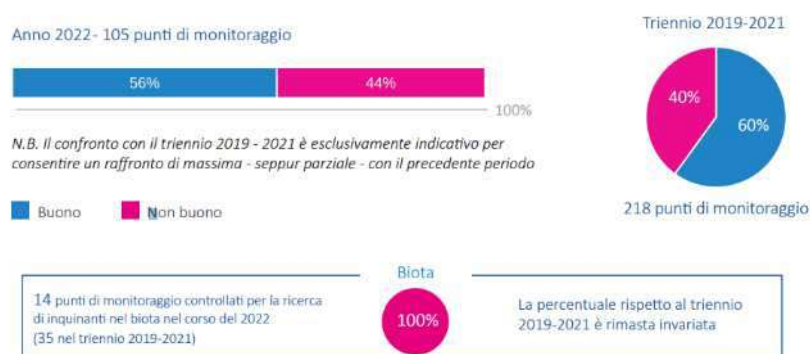 Anno 2022- 105 punti di monitoraggio
56%
44%
100%
N.B. Il confronto con il triennio 2019 - 2021 è esclusivamente indicativo per
consentire un raffronto di massima - seppur parziale - con il precedente periodo
Buono
Non buono
Triennio 2019-2021
40%
60%
218 punti di monitoraggio
Biota
14 punti di monitoraggio controllati per la ricerca
di inquinanti nel biota nel corso del 2022
(35 nel triennio 2019-2021)
100%
La percentuale rispetto al triennio
2019-2021 è rimasta invariata